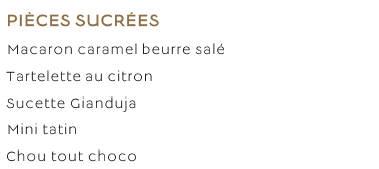 PIÈCES SUCRÉES
Macaron caramel beurre salé
Tartelette au citron
Sucette Gianduja
Mini tatin
Chou tout choco